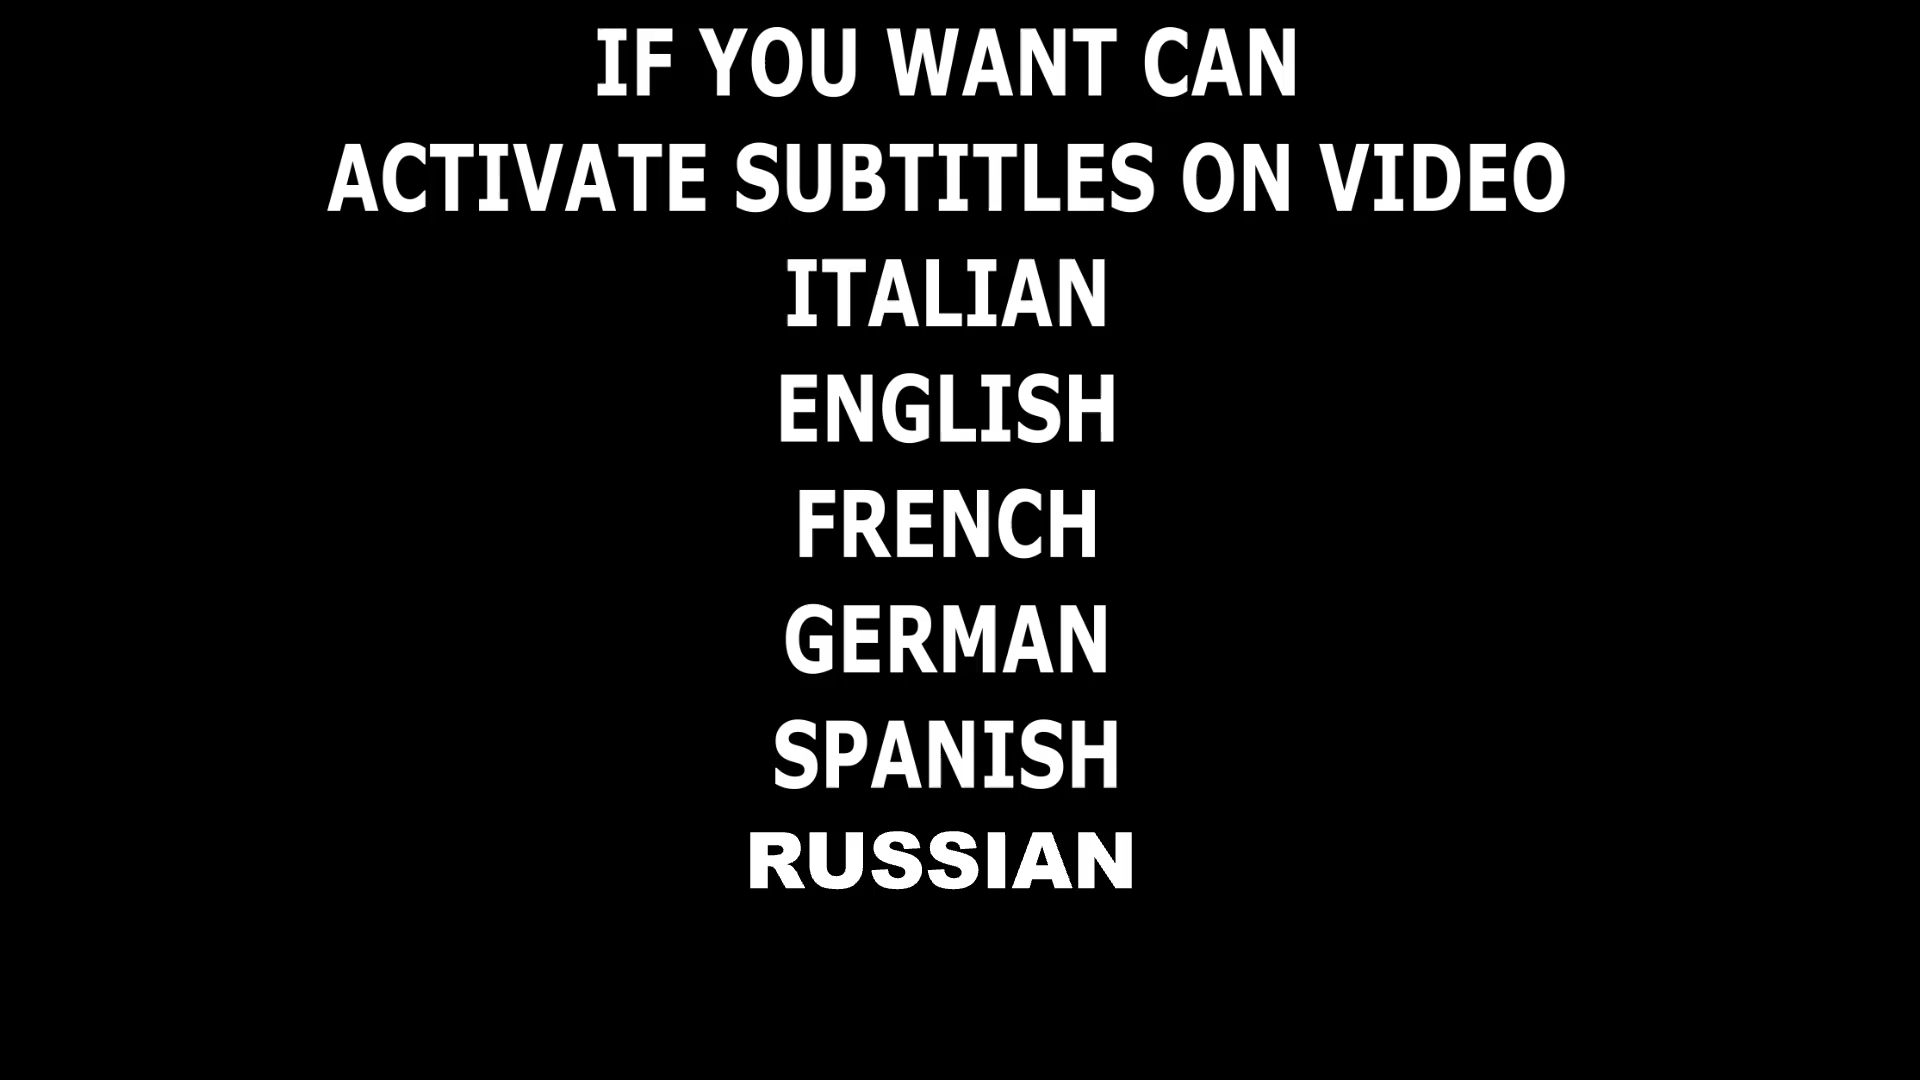 IF YOU WANT CAN
ACTIVATE SUBTITLES ON VIDEO
ITALIAN
ENGLISH
FRENCH
GERMAN
SPANISH
RUSSIAN